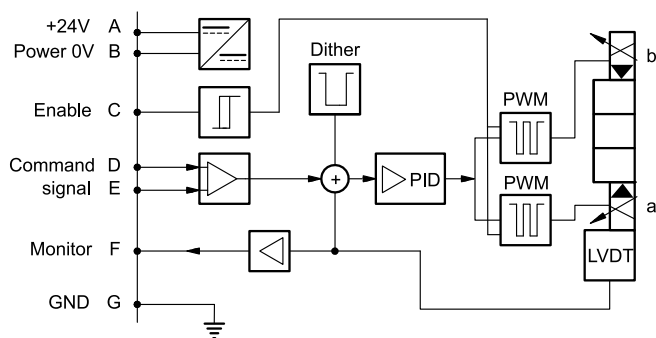 +24V A
Power 0V B
Enable C
Command D
signal E
Monitor F
GND G
Dither
PID
PWM
PWM
b
a
LVDT